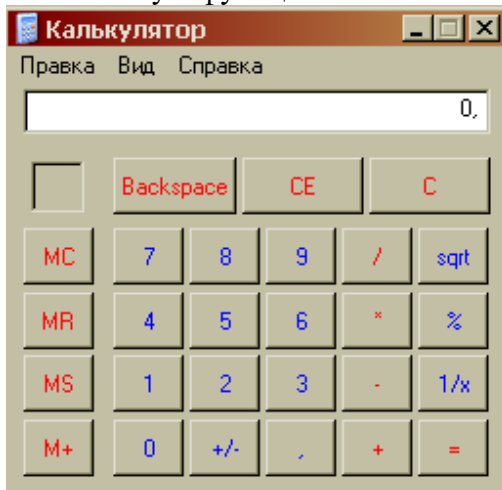 Калькулятор
Правка Вид Справка
0,
Backspace CE C
MC 7 8 9 / sqrt
MR 4 5 6 * %
MS 1 2 3 - 1/x
M+ 0 +/- , + =